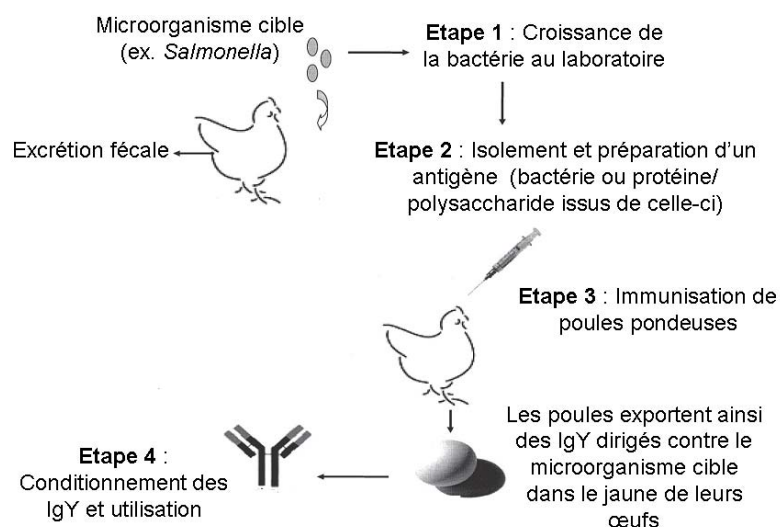 Microorganisme cible
(ex. Salmonella)
Etape 1 : Croissance de
la bactérie au laboratoire
Excrétion fécale
Etape 2 : Isolement et préparation d'un
antigène (bactérie ou protéine/
polysaccharide issus de celle-ci)
Etape 3 : Immunisation de
poules pondeuses
Les poules exportent ainsi
des IgY dirigés contre le
microorganisme cible
dans le jaune de leurs
œufs
Etape 4 :
Conditionnement des
IgY et utilisation